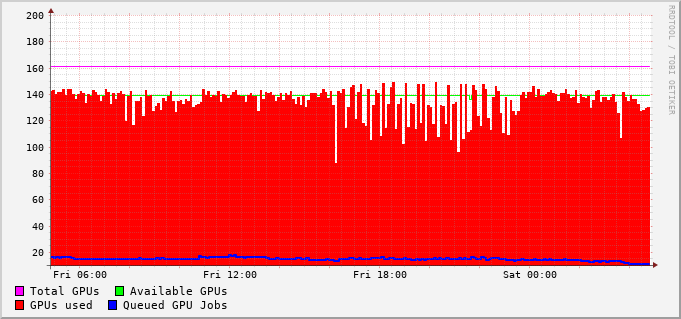 200
180
160
140
120
100
80
60
40
20
Fri 06:00 Fri 12:00 Fri 18:00 Sat 00:00
Total GPUs Available GPUs
GPUs used Queued GPU Jobs
RRDTOOL / TOBI OETIKER